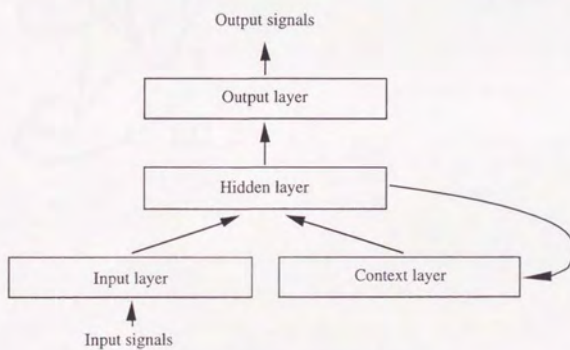 Output signals
Output layer
Hidden layer
Input layer
Context layer
Input signals